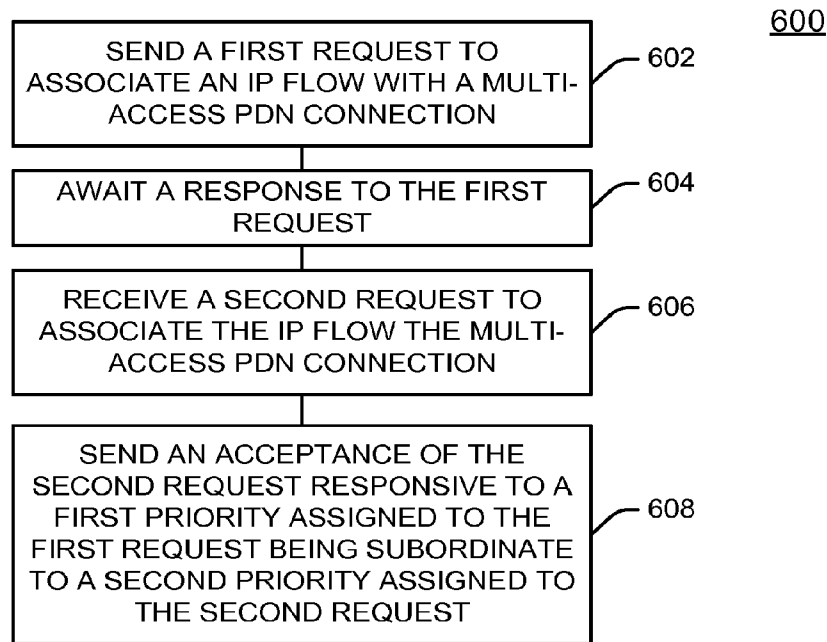 600
SEND A FIRST REQUEST TO
ASSOCIATE AN IP FLOW WITH A MULTI-
ACCESS PDN CONNECTION
602
AWAIT A RESPONSE TO THE FIRST
REQUEST
604
RECEIVE A SECOND REQUEST TO
ASSOCIATE THE IP FLOW THE MULTI-
ACCESS PDN CONNECTION
606
SEND AN ACCEPTANCE OF THE
SECOND REQUEST RESPONSIVE TO A
FIRST PRIORITY ASSIGNED TO THE
FIRST REQUEST BEING SUBORDINATE
TO A SECOND PRIORITY ASSIGNED TO
THE SECOND REQUEST
608